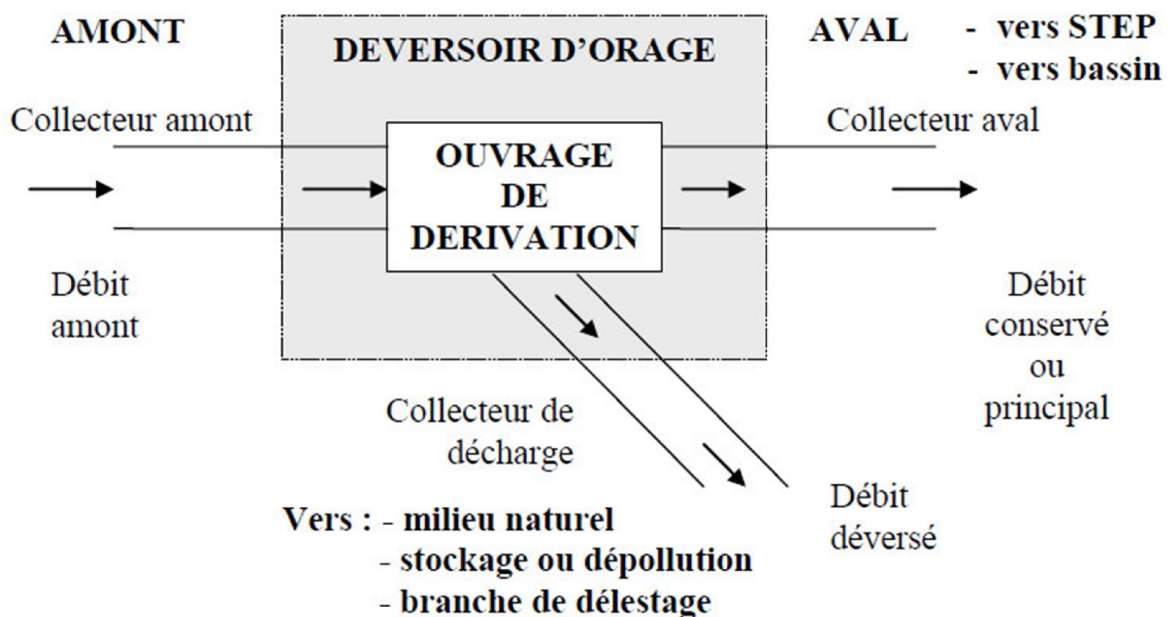 AMONT
DEVERSOIR D'ORAGE
AVAL - vers STEP
- vers bassin
Collecteur amont
Collecteur aval
OUVRAGE
DE
DERIVATION
Débit
amont
Débit
conservé
ou
principal
Collecteur de
décharge
Débit
déversé
Vers : - milieu naturel
- stockage ou dépollution
- branche de délestage